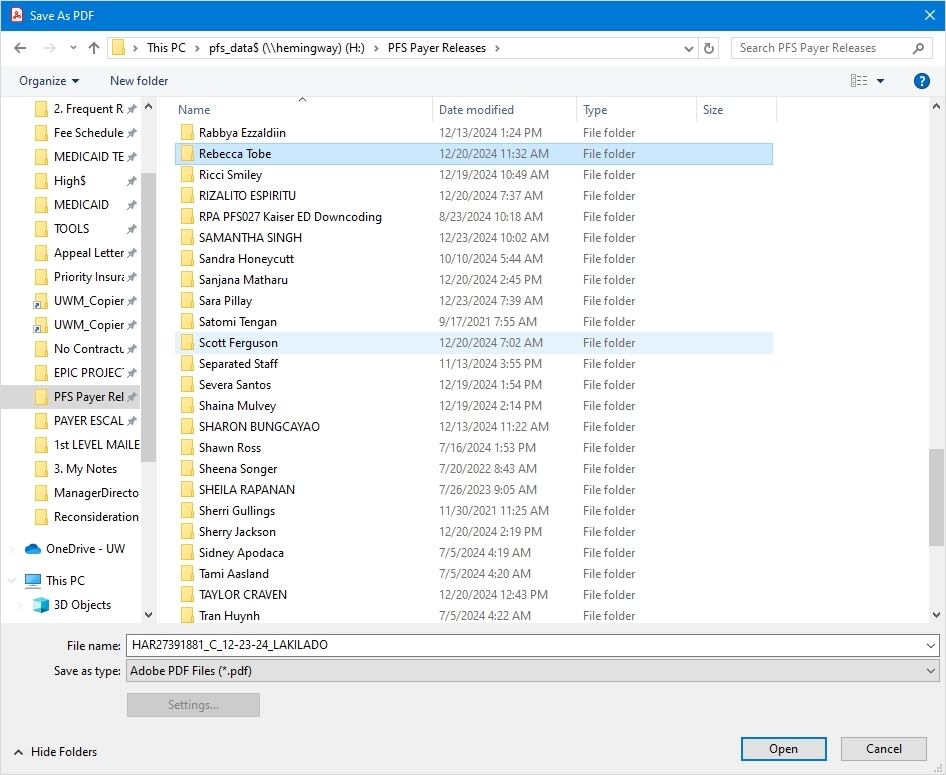 Save As PDF
This PC > pfs_data$ (\\hemingway) (H:) > PFS Payer Releases >
Search PFS Payer Releases
Organize
New folder
Name Date modified Type Size
2. Frequent R
Fee Schedule
MEDICAID TE
High$
MEDICAID
TOOLS
Appeal Letter
Priority Insura
UWM_Copier
UWM_Copier
No Contractu
EPIC PROJECT
PFS Payer Rel
PAYER ESCAL
1st LEVEL MAILE
3. My Notes
ManagerDirecto
Reconsideration
OneDrive - UW
This PC
3D Objects
Rabbya Ezzaldiin 12/13/2024 1:24 PM File folder
Rebecca Tobe 12/20/2024 11:32 AM File folder
Ricci Smiley 12/19/2024 10:49 AM File folder
RIZALITO ESPIRITU 12/20/2024 7:37 AM File folder
RPA PFS027 Kaiser ED Downcoding 8/23/2024 10:18 AM File folder
SAMANTHA SINGH 12/23/2024 10:02 AM File folder
Sandra Honeycutt 10/10/2024 5:44 AM File folder
Sanjana Matharu 12/20/2024 2:45 PM File folder
Sara Pillay 12/23/2024 7:39 AM File folder
Satomi Tengan 9/17/2021 7:55 AM File folder
Scott Ferguson 12/20/2024 7:02 AM File folder
Separated Staff 11/13/2024 3:55 PM File folder
Severa Santos 12/19/2024 1:54 PM File folder
Shaina Mulvey 12/19/2024 2:14 PM File folder
SHARON BUNGCAYAO 12/13/2024 11:22 AM File folder
Shawn Ross 7/16/2024 1:53 PM File folder
Sheena Songer 7/20/2022 8:43 AM File folder
SHEILA RAPANAN 7/26/2023 9:05 AM File folder
Sherri Gullings 11/30/2021 11:25 AM File folder
Sherry Jackson 12/20/2024 2:19 PM File folder
Sidney Apodaca 7/5/2024 4:19 AM File folder
Tami Aasland 7/5/2024 4:20 AM File folder
TAYLOR CRAVEN 12/20/2024 12:43 PM File folder
Tran Huynh 7/5/2024 4:22 AM File folder
File name: HAR27391881_C_12-23-24_LAKILADO
Save as type: Adobe PDF Files (*.pdf)
Settings...
Hide Folders
Open
Cancel